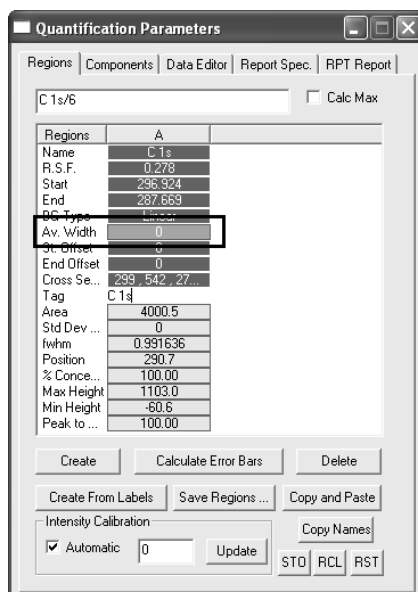 Quantification Parameters
Regions Components Data Editor Report Spec. RPT Report
C 1s/6 Calc Max
Regions A
Name C 1s
R.S.F. 0.278
Start 296.924
End 287.669
BG Type Linear
Av. Width 0
St. Offset 0
End Offset 0
Cross Se... 299 , 542 , 27...
Tag C 1s
Area 4000.5
Std Dev ... 0
fwhm 0.991636
Position 290.7
% Conce... 100.00
Max Height 1103.0
Min Height -60.6
Peak to ... 100.00
Create Calculate Error Bars Delete
Create From Labels Save Regions ... Copy and Paste
Intensity Calibration Copy Names
Automatic 0 Update
STO RCL RST